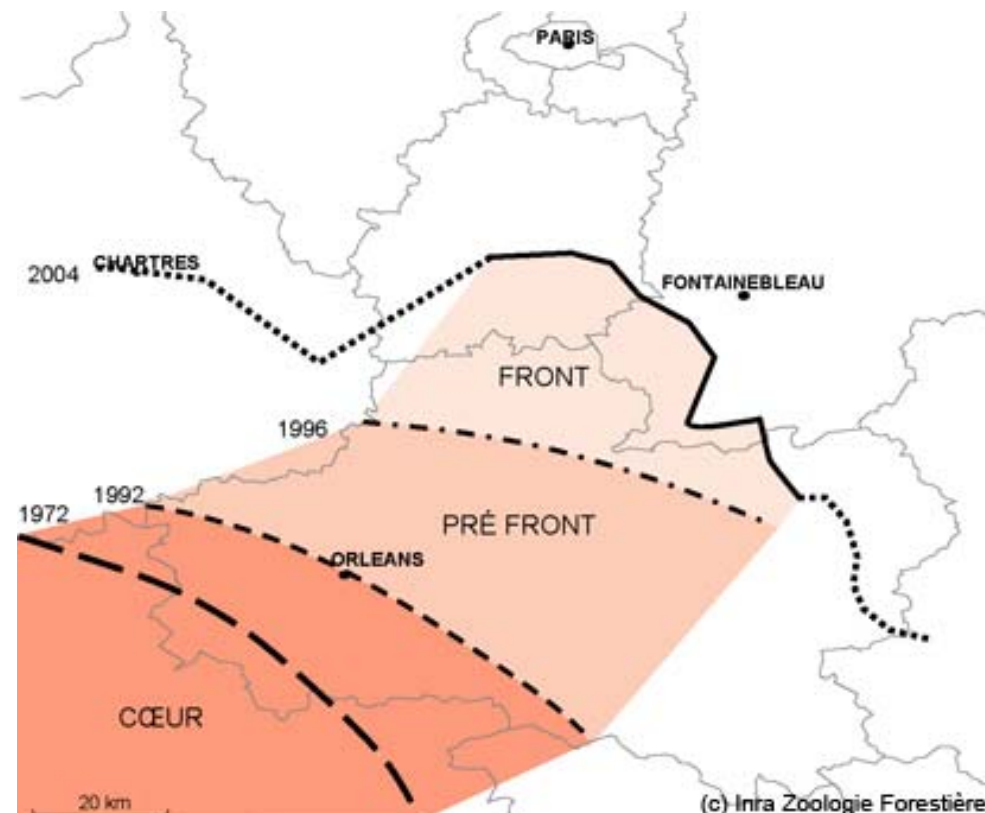 PARIS
CHARTRES
2004
FONTAINEBLEAU
FRONT
1996
1992
1972
PRÉ FRONT
ORLEANS
CŒUR
20 km
(c) Inra Zoologie Forestière